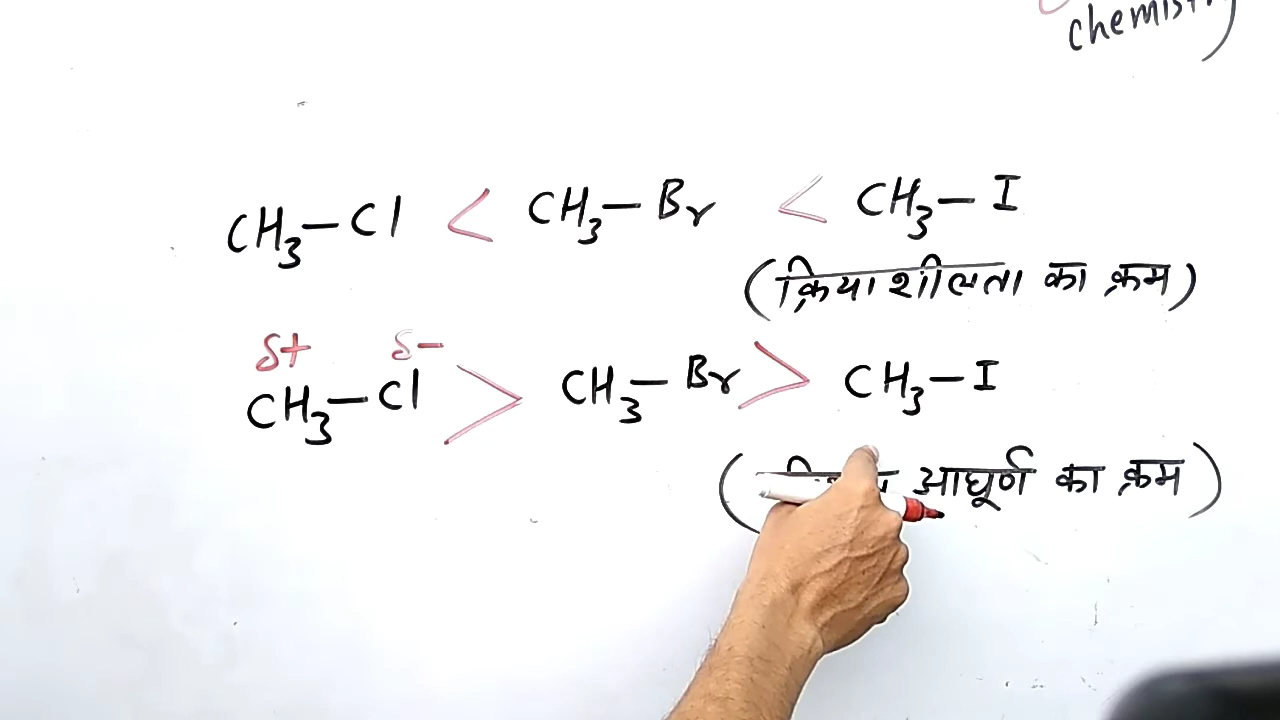 chemistry
CH₃–Cl < CH₃–Br < CH₃–I
(क्रियाशीलता का क्रम)
δ+ δ-
CH₃–Cl > CH₃–Br > CH₃–I
( आघूर्ण का क्रम)